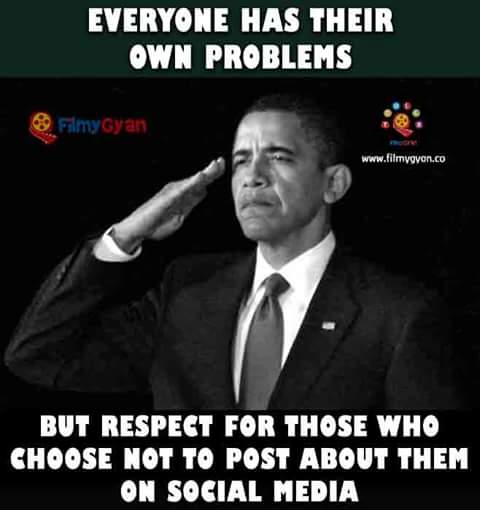 EVERYONE HAS THEIR
OWN PROBLEMS
FilmyGyan
www.filmygyan.co
BUT RESPECT FOR THOSE WHO
CHOOSE NOT TO POST ABOUT THEM
ON SOCIAL MEDIA